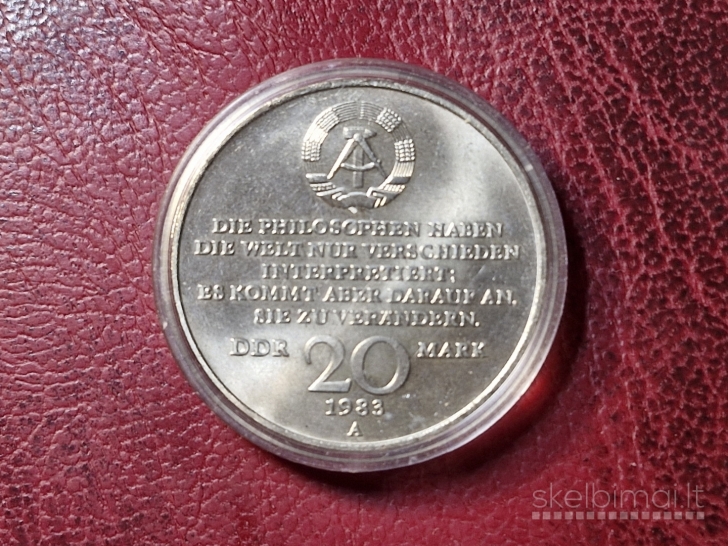 DIE PHILOSOPHEN HABEN
DIE WELT NUR VERSCHIEDEN
INTERPRETIERT;
ES KOMMT ABER DARAUF AN,
SIE ZU VERÄNDERN.
DDR 20 MARK
1983
A
skelbimai.lt